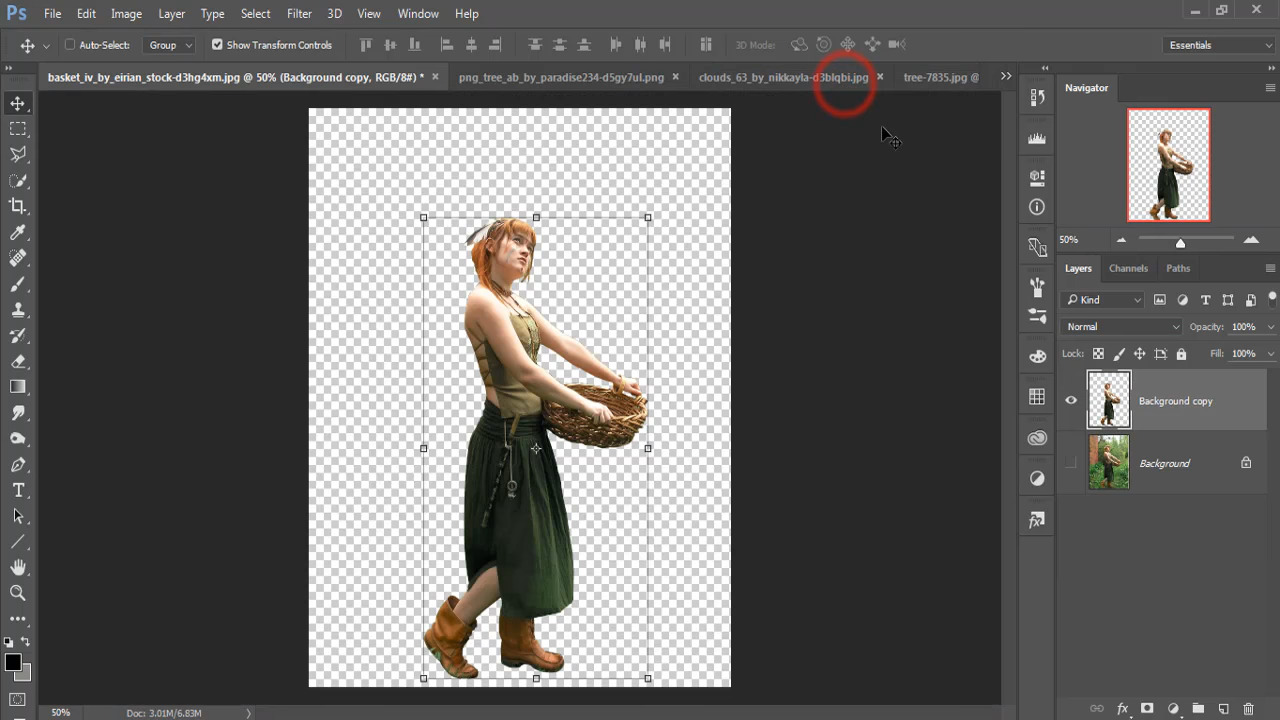 Ps File Edit Image Layer Type Select Filter 3D View Window Help
Auto-Select: Group Show Transform Controls 3D Mode: Essentials
basket_iv_by_eirian_stock-d3hg4xm.jpg @ 50% (Background copy, RGB/8#) * png_tree_ab_by_paradise234-d5gy7ul.png clouds_63_by_nikkayla-d3blqbi.jpg tree-7835.jpg @
Navigator
50%
Layers Channels Paths
Kind
Normal Opacity: 100%
Lock: Fill: 100%
Background copy
Background
50% Doc: 3.01M/6.83M